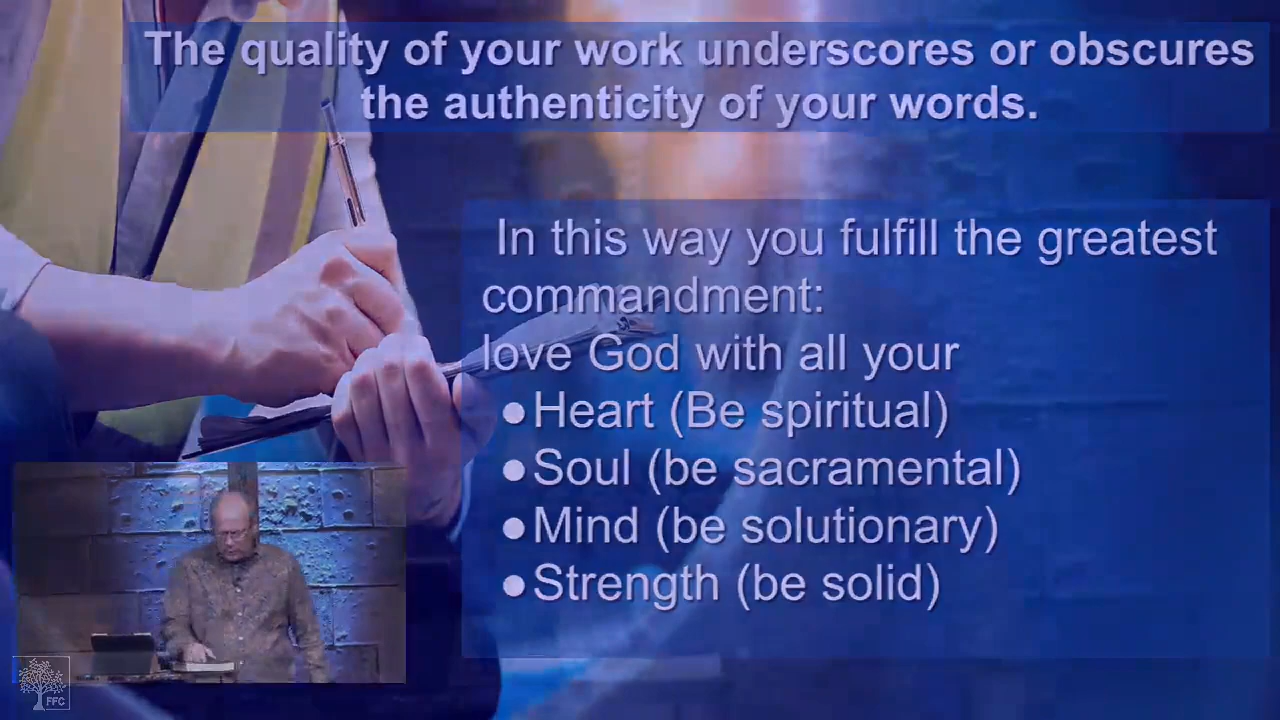 The quality of your work underscores or obscures
the authenticity of your words.
In this way you fulfill the greatest
commandment:
love God with all your
● Heart (Be spiritual)
● Soul (be sacramental)
● Mind (be solutionary)
● Strength (be solid)
FFC